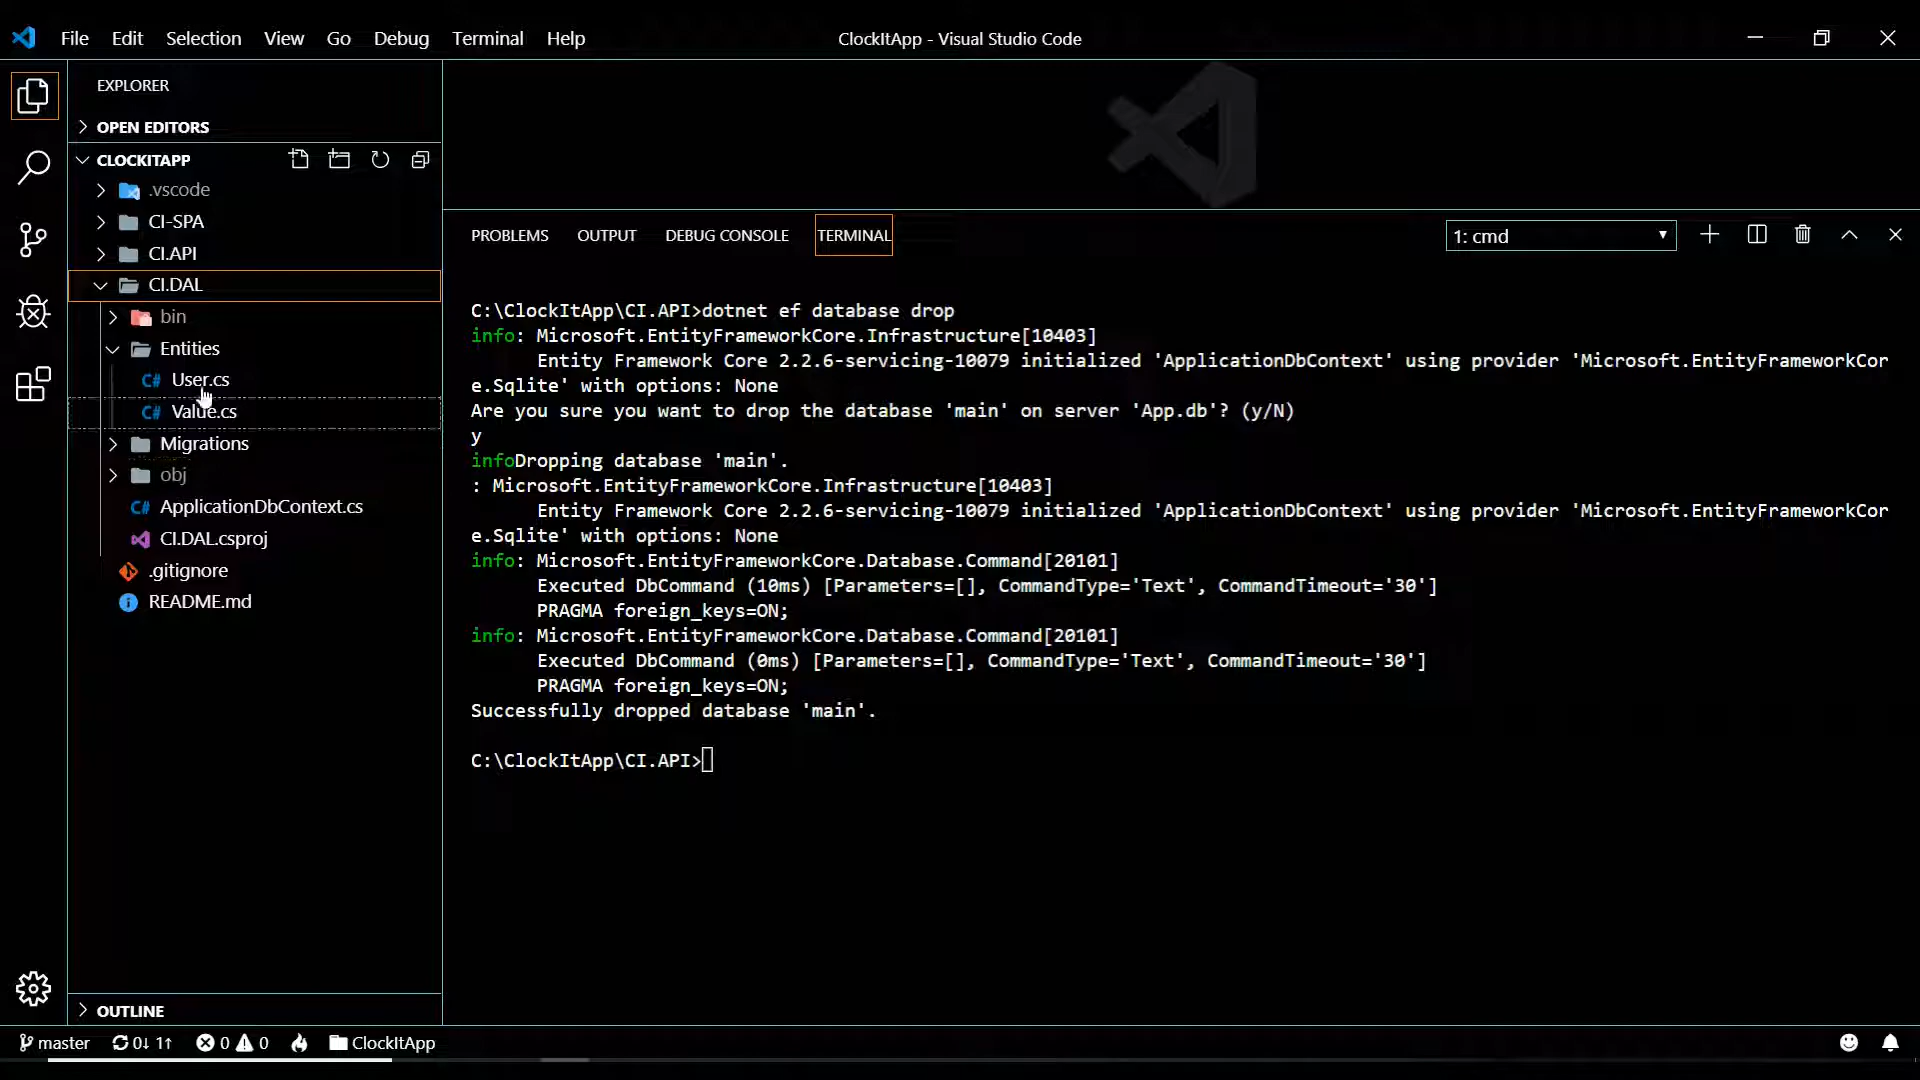 File Edit Selection View Go Debug Terminal Help
ClockItApp - Visual Studio Code
EXPLORER
OPEN EDITORS
CLOCKITAPP
.vscode
CI-SPA
CI.API
CI.DAL
bin
Entities
C# User.cs
C# Value.cs
Migrations
obj
C# ApplicationDbContext.cs
CI.DAL.csproj
.gitignore
README.md
OUTLINE
PROBLEMS OUTPUT DEBUG CONSOLE TERMINAL
1: cmd
C:\ClockItApp\CI.API>dotnet ef database drop
info: Microsoft.EntityFrameworkCore.Infrastructure[10403]
Entity Framework Core 2.2.6-servicing-10079 initialized 'ApplicationDbContext' using provider 'Microsoft.EntityFrameworkCor
e.Sqlite' with options: None
Are you sure you want to drop the database 'main' on server 'App.db'? (y/N)
y
infoDropping database 'main'.
: Microsoft.EntityFrameworkCore.Infrastructure[10403]
Entity Framework Core 2.2.6-servicing-10079 initialized 'ApplicationDbContext' using provider 'Microsoft.EntityFrameworkCor
e.Sqlite' with options: None
info: Microsoft.EntityFrameworkCore.Database.Command[20101]
Executed DbCommand (10ms) [Parameters=[], CommandType='Text', CommandTimeout='30']
PRAGMA foreign_keys=ON;
info: Microsoft.EntityFrameworkCore.Database.Command[20101]
Executed DbCommand (0ms) [Parameters=[], CommandType='Text', CommandTimeout='30']
PRAGMA foreign_keys=ON;
Successfully dropped database 'main'.
C:\ClockItApp\CI.API>
master 0↓ 1↑ 0 0 ClockItApp